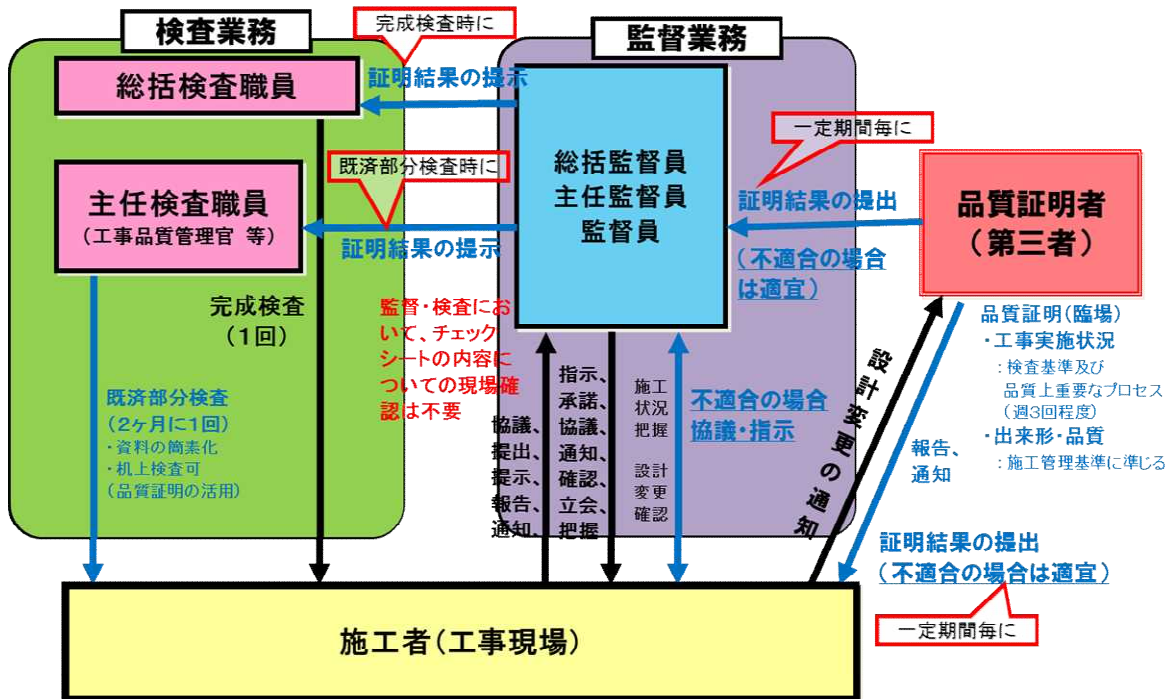 検査業務
完成検査時に
監督業務
総括検査職員
証明結果の提示
一定期間毎に
既済部分検査時に
総括監督員
主任監督員
監督員
主任検査職員
(工事品質管理官 等)
証明結果の提示
証明結果の提出
(不適合の場合
は適宜)
品質証明者
(第三者)
完成検査
(1回)
監督・検査にお
いて、チェック
シートの内容に
ついての現場確
認は不要
既済部分検査
(2ヶ月に1回)
・資料の簡素化
・机上検査可
(品質証明の活用)
協議、
提出、
提示、
報告、
通知、
指示、
承諾、
協議、
通知、
確認、
立会、
把握
施工
状況
把握
設計
変更
確認
不適合の場合
協議・指示
設計変更の通知
品質証明(臨場)
・工事実施状況
:検査基準及び
品質上重要なプロセス
(週3回程度)
・出来形・品質
:施工管理基準に準じる
報告、
通知
証明結果の提出
(不適合の場合は適宜)
一定期間毎に
施工者(工事現場)